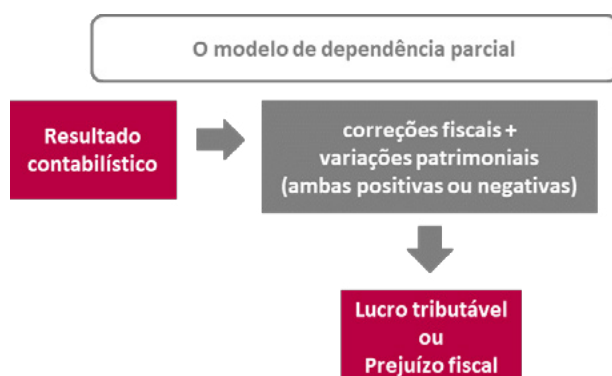 O modelo de dependência parcial
Resultado
contabilístico
correções fiscais +
variações patrimoniais
(ambas positivas ou negativas)
Lucro tributável
ou
Prejuízo fiscal